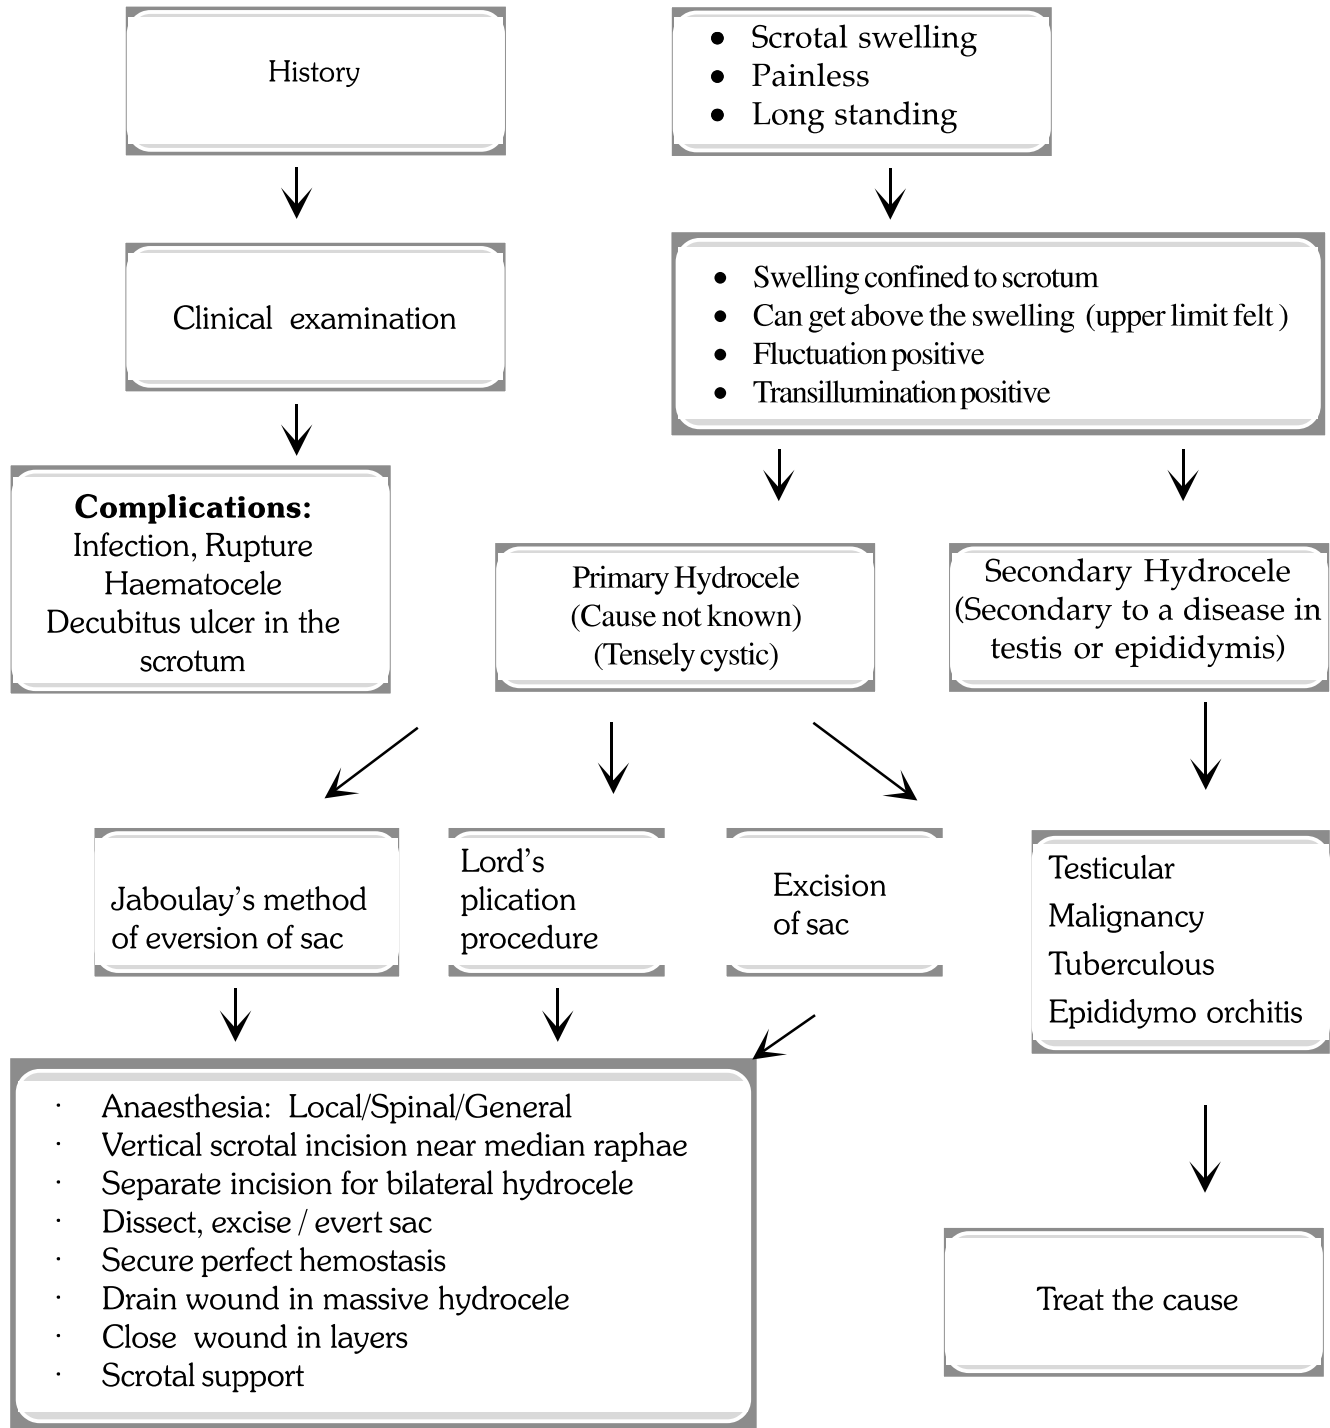 History
• Scrotal swelling
• Painless
• Long standing
Clinical examination
• Swelling confined to scrotum
• Can get above the swelling (upper limit felt )
• Fluctuation positive
• Transillumination positive
Complications:
Infection, Rupture
Haematocele
Decubitus ulcer in the
scrotum
Primary Hydrocele
(Cause not known)
(Tensely cystic)
Secondary Hydrocele
(Secondary to a disease in
testis or epididymis)
Jaboulay's method
of eversion of sac
Lord's
plication
procedure
Excision
of sac
Testicular
Malignancy
Tuberculous
Epididymo orchitis
· Anaesthesia: Local/Spinal/General
· Vertical scrotal incision near median raphae
· Separate incision for bilateral hydrocele
· Dissect, excise / evert sac
· Secure perfect hemostasis
· Drain wound in massive hydrocele
· Close wound in layers
· Scrotal support
Treat the cause